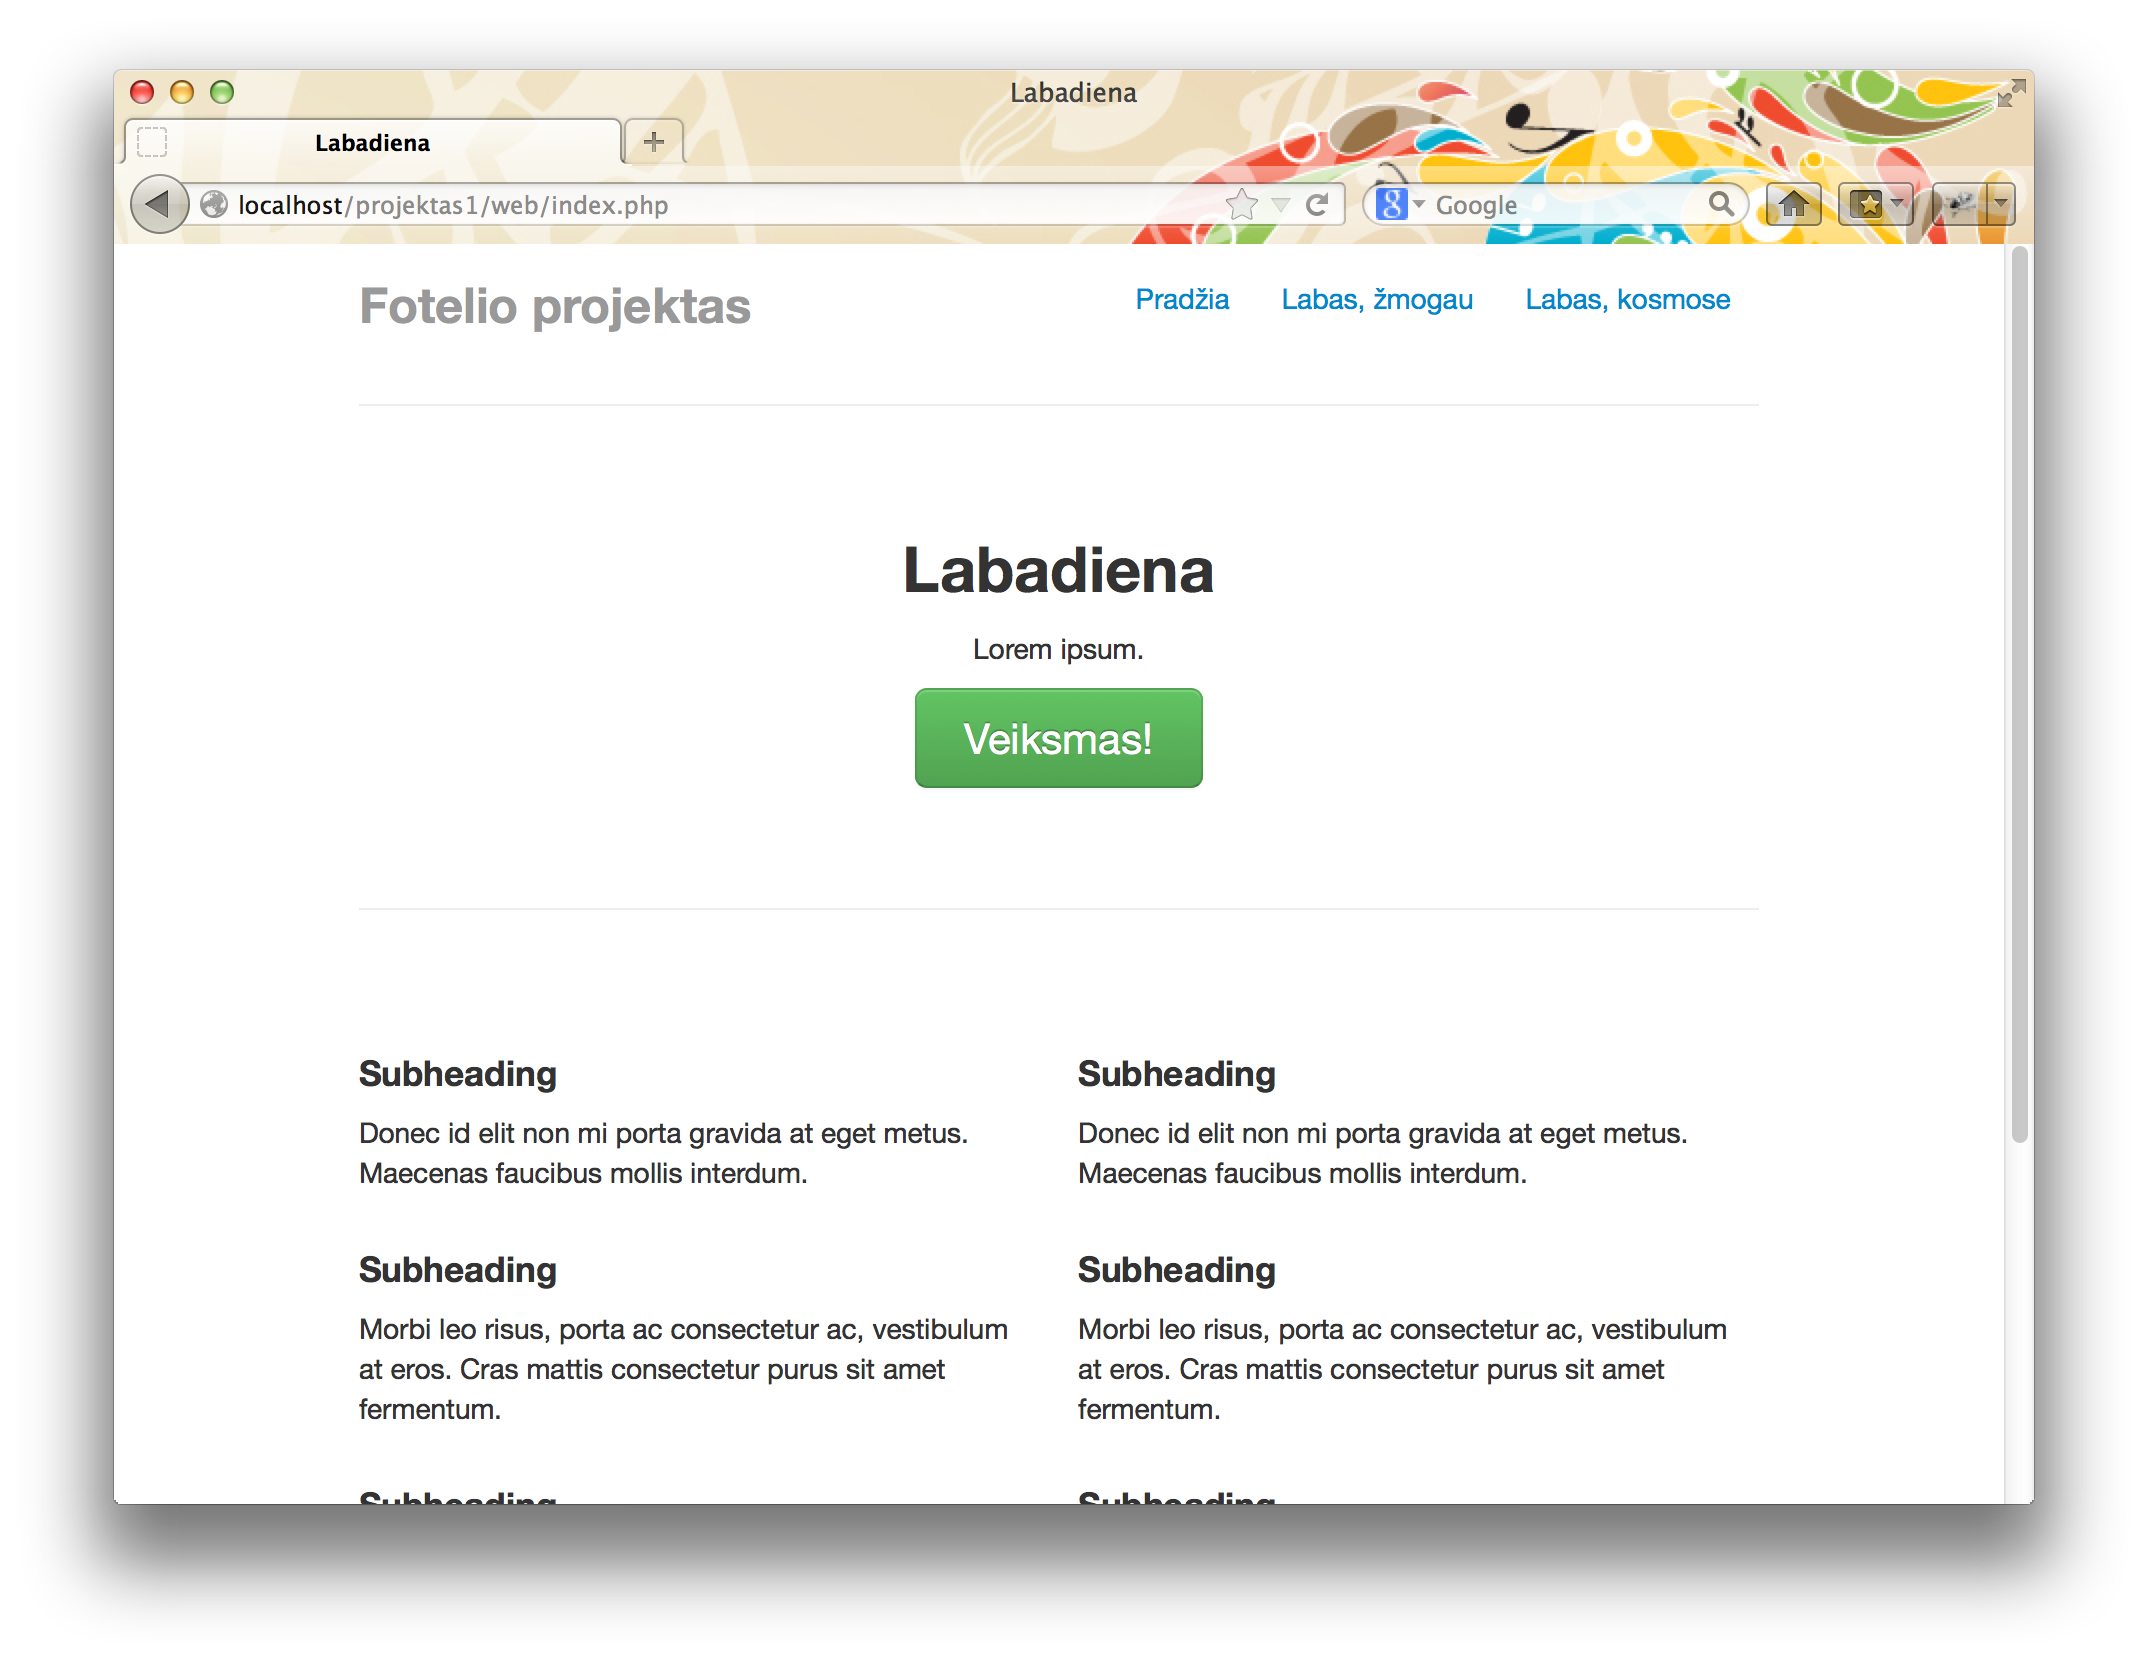 Labadiena
Labadiena
localhost/projektas1/web/index.php
Google
Fotelio projektas
Pradžia Labas, žmogau Labas, kosmose
Labadiena
Lorem ipsum.
Veiksmas!
Subheading
Donec id elit non mi porta gravida at eget metus.
Maecenas faucibus mollis interdum.
Subheading
Morbi leo risus, porta ac consectetur ac, vestibulum
at eros. Cras mattis consectetur purus sit amet
fermentum.
Subheading
Subheading
Donec id elit non mi porta gravida at eget metus.
Maecenas faucibus mollis interdum.
Subheading
Morbi leo risus, porta ac consectetur ac, vestibulum
at eros. Cras mattis consectetur purus sit amet
fermentum.
Subheading